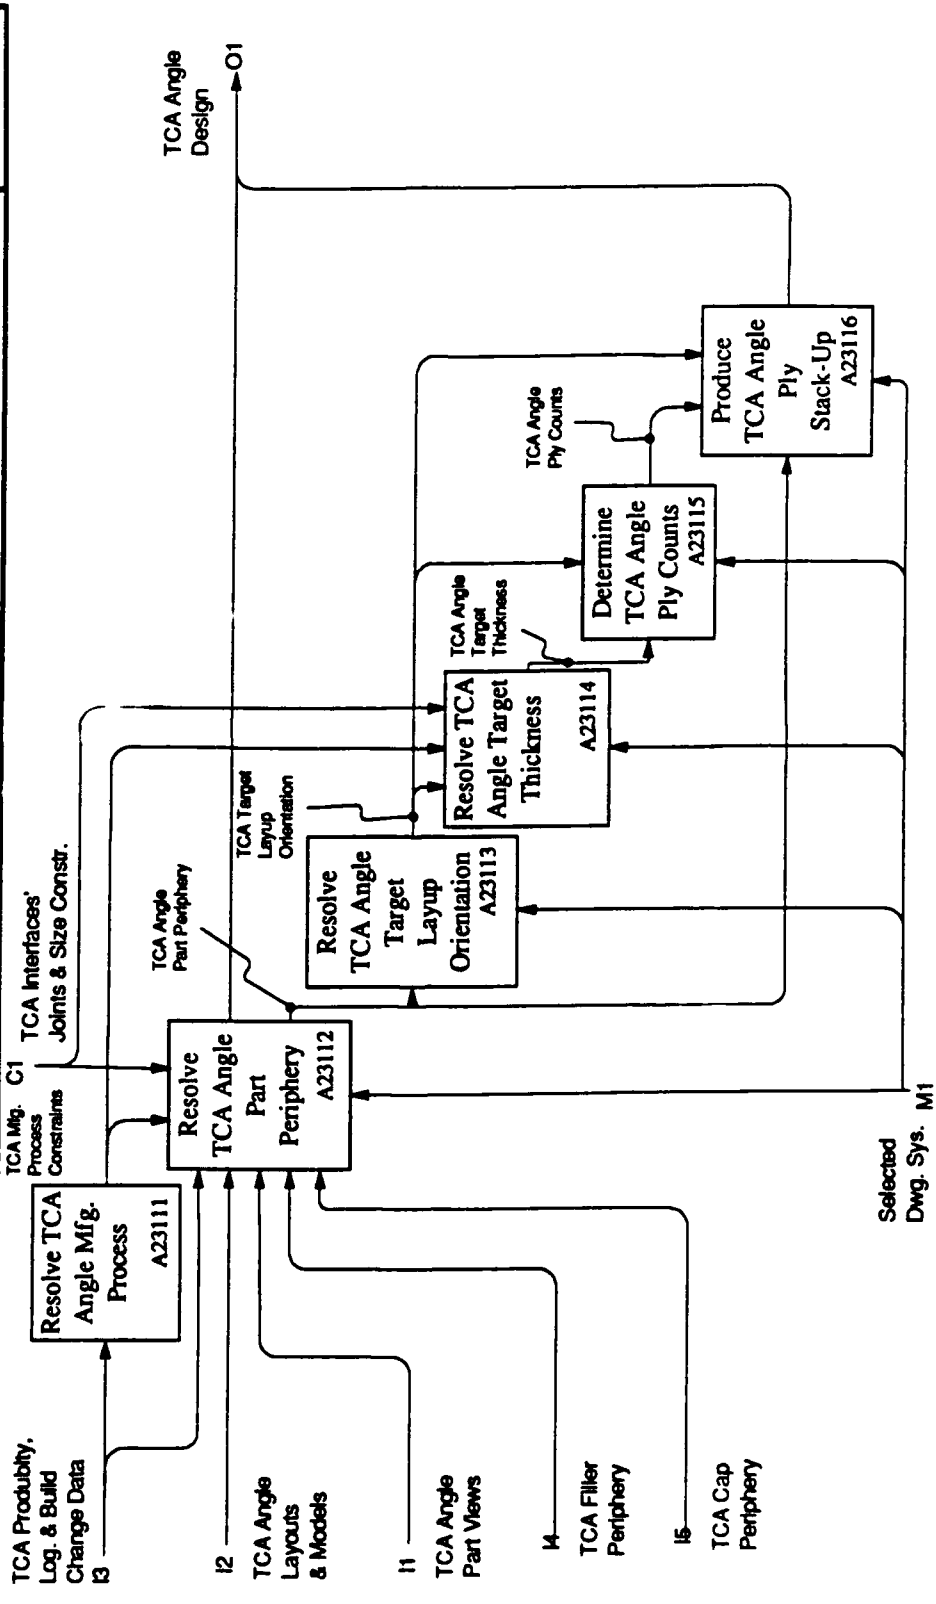 TCA Produblty,
Log. & Build
Change Data
I3
I2
TCA Angle
Layouts
& Models
I1
TCA Angle
Part Views
I4
TCA Filler
Periphery
I5
TCA Cap
Periphery
Resolve TCA
Angle Mfg.
Process
A23111
TCA Mfg.
Process
Constraints
C1
TCA Interfaces'
Joints & Size Constr.
Resolve
TCA Angle
Part
Periphery
A23112
TCA Angle
Part Periphery
Resolve
TCA Angle
Target
Layup
Orientation
A23113
TCA Target
Layup
Orientation
Resolve TCA
Angle Target
Thickness
A23114
TCA Angle
Target
Thickness
Determine
TCA Angle
Ply Counts
A23115
TCA Angle
Ply Counts
Produce
TCA Angle
Ply
Stack-Up
A23116
TCA Angle
Design
O1
Selected
Dwg. Sys. M1